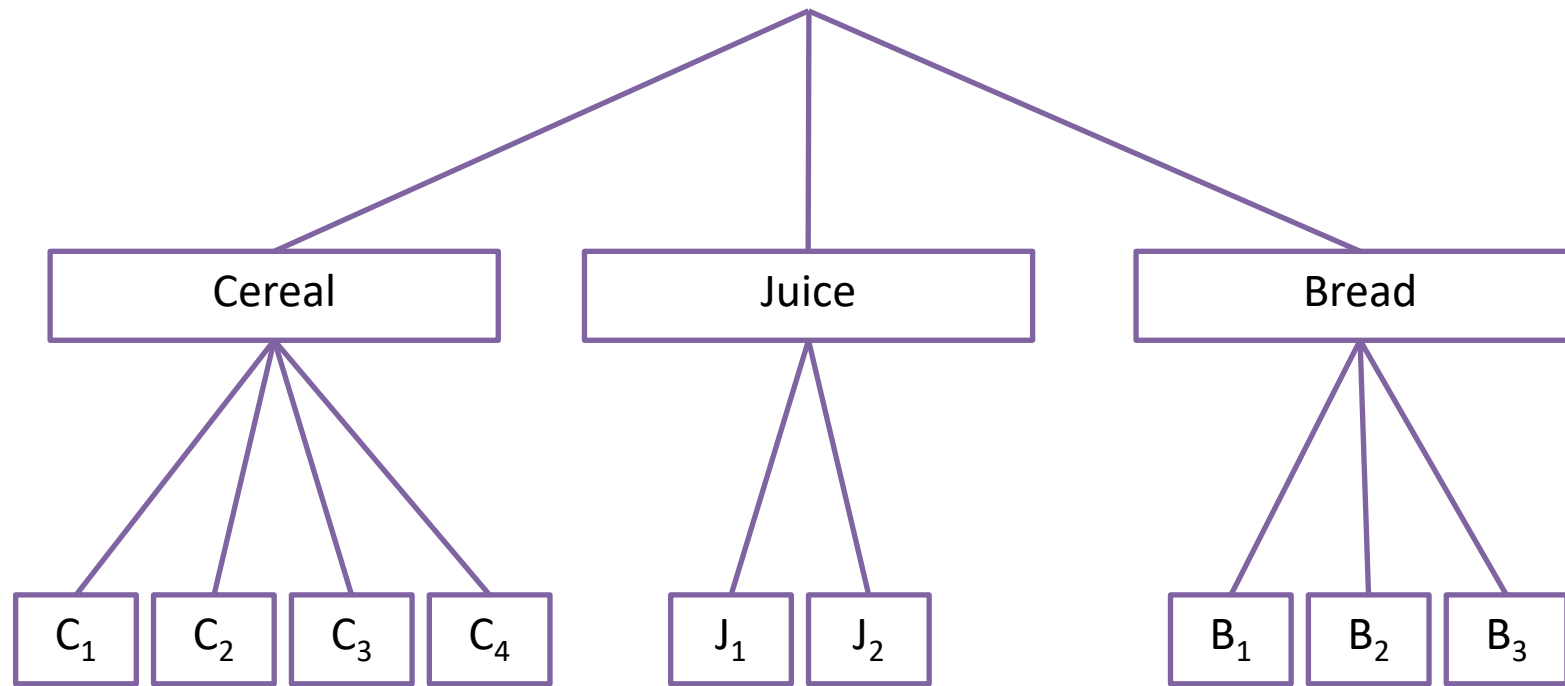 Cereal Juice Bread
C₁ C₂ C₃ C₄ J₁ J₂ B₁ B₂ B₃